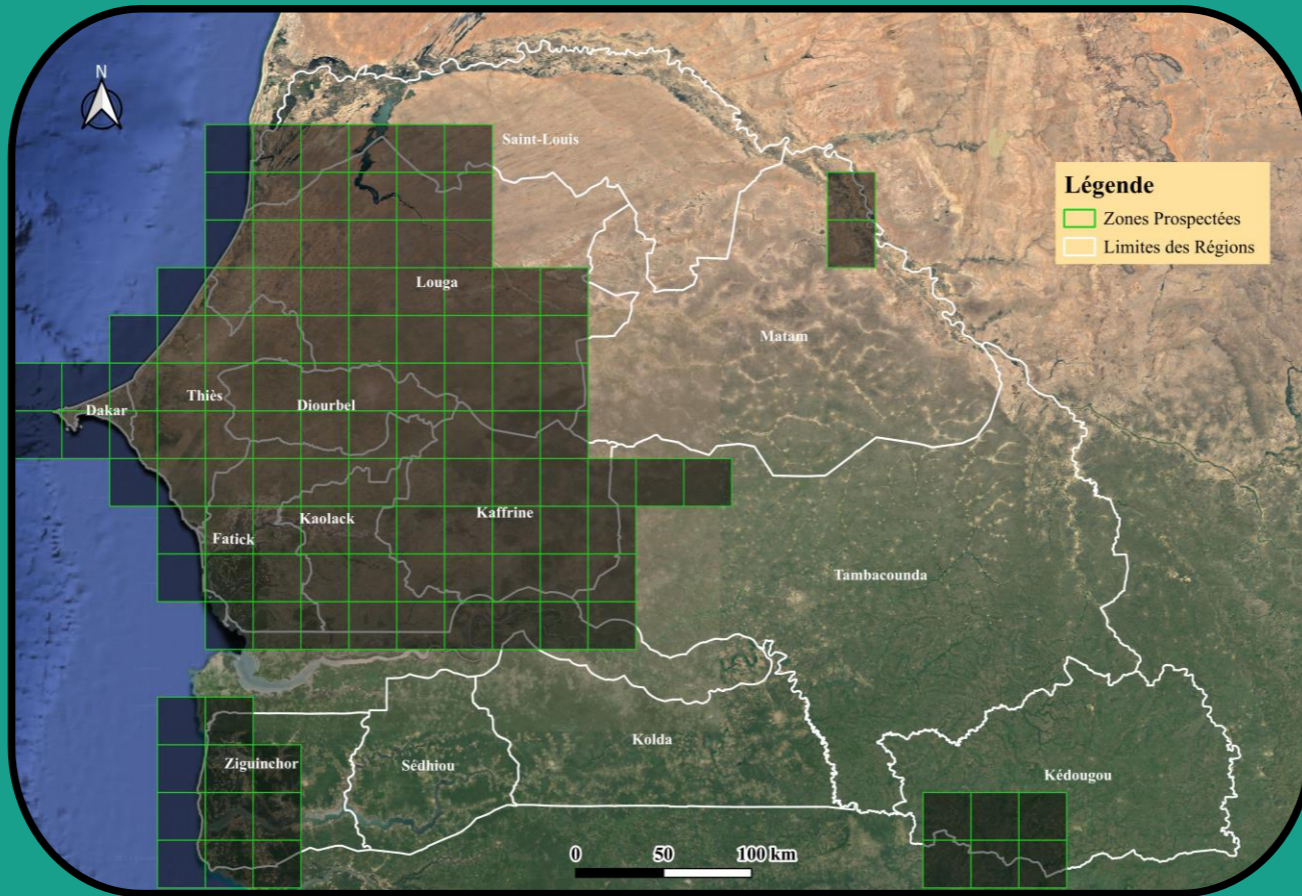 N
Saint-Louis
Légende
Zones Prospectées
Limites des Régions
Louga
Matam
Thiès
Dakar
Diourbel
Kaolack
Kaffrine
Fatick
Tambacounda
Kolda
Ziguinchor
Sédhiou
Kédougou
0 50 100 km